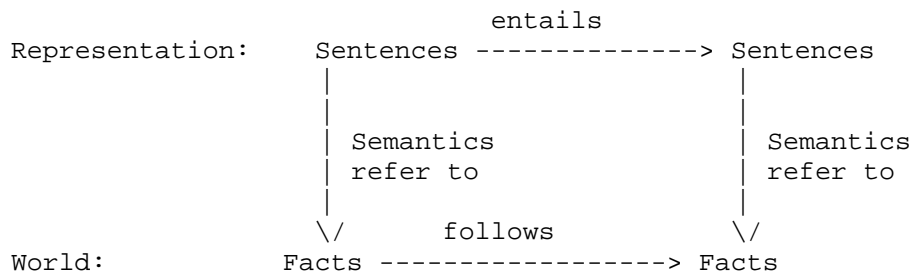 entails
Representation: Sentences --------------> Sentences
|                          |
|                          |
| Semantics                | Semantics
| refer to                 | refer to
|                          |
\/        follows          \/
World: Facts ------------------> Facts